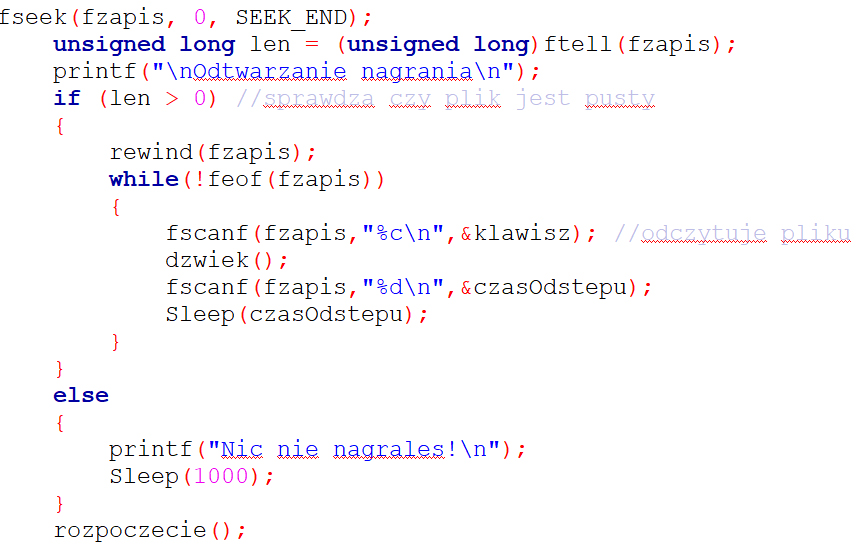 fseek(fzapis, 0, SEEK_END);
    unsigned long len = (unsigned long)ftell(fzapis);
    printf("\nOdtwarzanie nagrania\n");
    if (len > 0) //sprawdza czy plik jest pusty
    {
        rewind(fzapis);
        while(!feof(fzapis))
        {
            fscanf(fzapis,"%c\n",&klawisz); //odczytuje pliku
            dzwiek();
            fscanf(fzapis,"%d\n",&czasOdstepu);
            Sleep(czasOdstepu);
        }
    }
    else
    {
        printf("Nic nie nagrales!\n");
        Sleep(1000);
    }
    rozpoczecie();